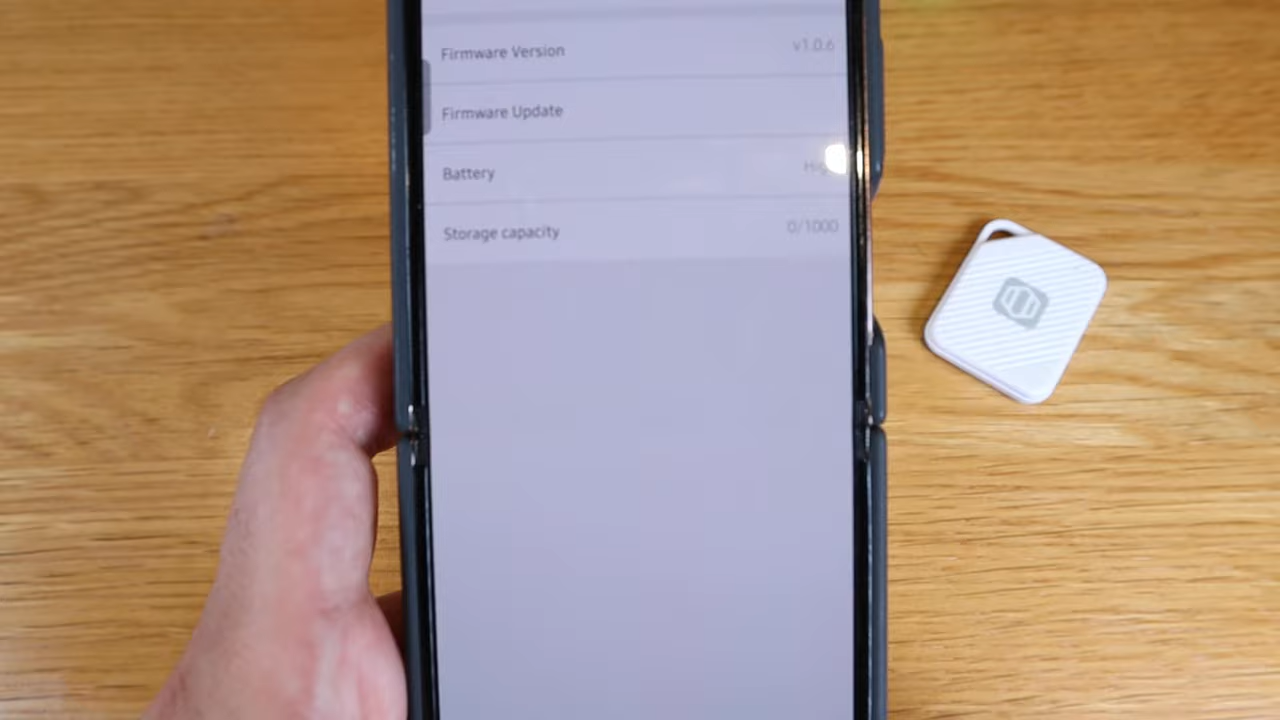 Firmware Version v1.0.6
Firmware Update
Battery
Storage capacity 0/1000